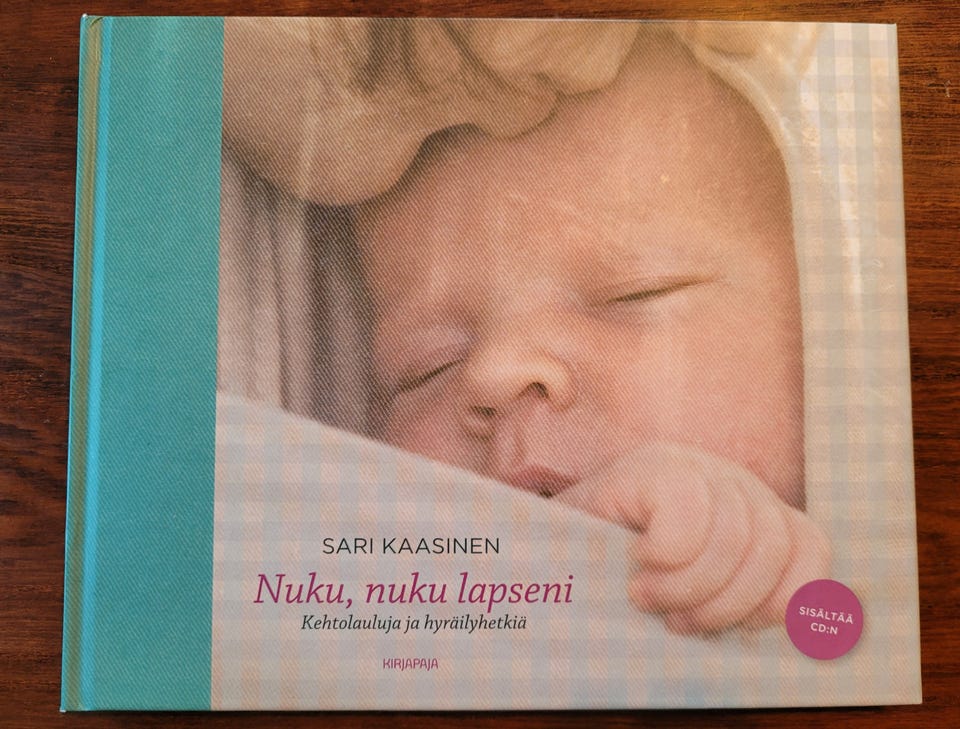 SARI KAASINEN
Nuku, nuku lapseni
Kehtolauluja ja hyräilyhetkiä
KIRJAPAJA
SISÄLTÄÄ
CD:N